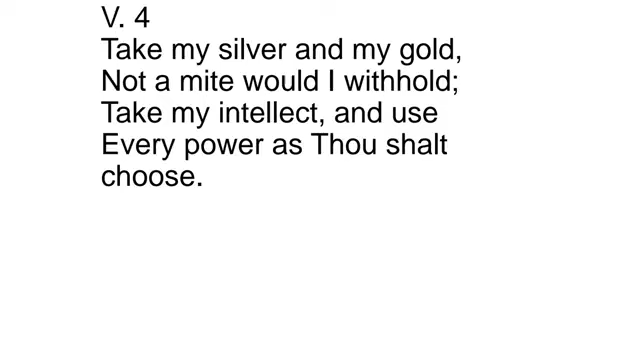 V. 4
Take my silver and my gold,
Not a mite would I withhold;
Take my intellect, and use
Every power as Thou shalt
choose.